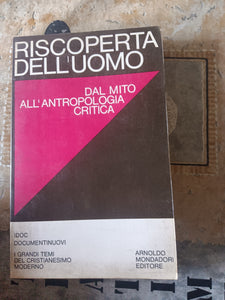 RISCOPERTA
DELL'UOMO
DAL MITO
ALL'ANTROPOLOGIA
CRITICA
IDOC
DOCUMENTINUOVI
I GRANDI TEMI
DEL CRISTIANESIMO
MODERNO
ARNOLDO
MONDADORI
EDITORE